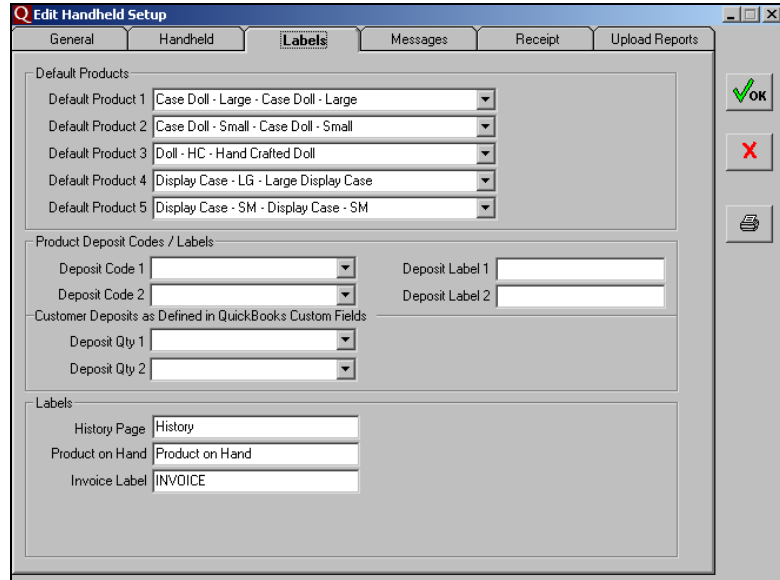 Edit Handheld Setup
General Handheld Labels Messages Receipt Upload Reports
Default Products
Default Product 1 Case Doll - Large - Case Doll - Large
Default Product 2 Case Doll - Small - Case Doll - Small
Default Product 3 Doll - HC - Hand Crafted Doll
Default Product 4 Display Case - LG - Large Display Case
Default Product 5 Display Case - SM - Display Case - SM
OK
X
Product Deposit Codes / Labels
Deposit Code 1 Deposit Label 1
Deposit Code 2 Deposit Label 2
Customer Deposits as Defined in QuickBooks Custom Fields
Deposit Qty 1
Deposit Qty 2
Labels
History Page History
Product on Hand Product on Hand
Invoice Label INVOICE